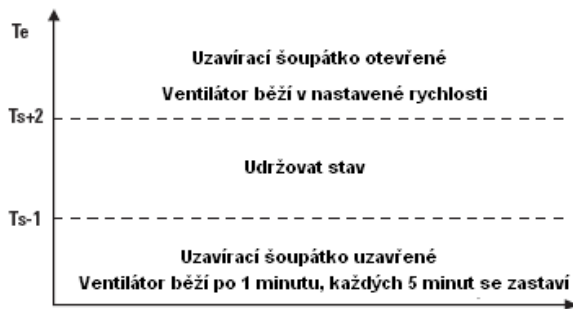 Te
Uzavírací šoupátko otevřené
Ventilátor běží v nastavené rychlosti
Ts+2
Udržovat stav
Ts-1
Uzavírací šoupátko uzavřené
Ventilátor běží po 1 minutu, každých 5 minut se zastaví